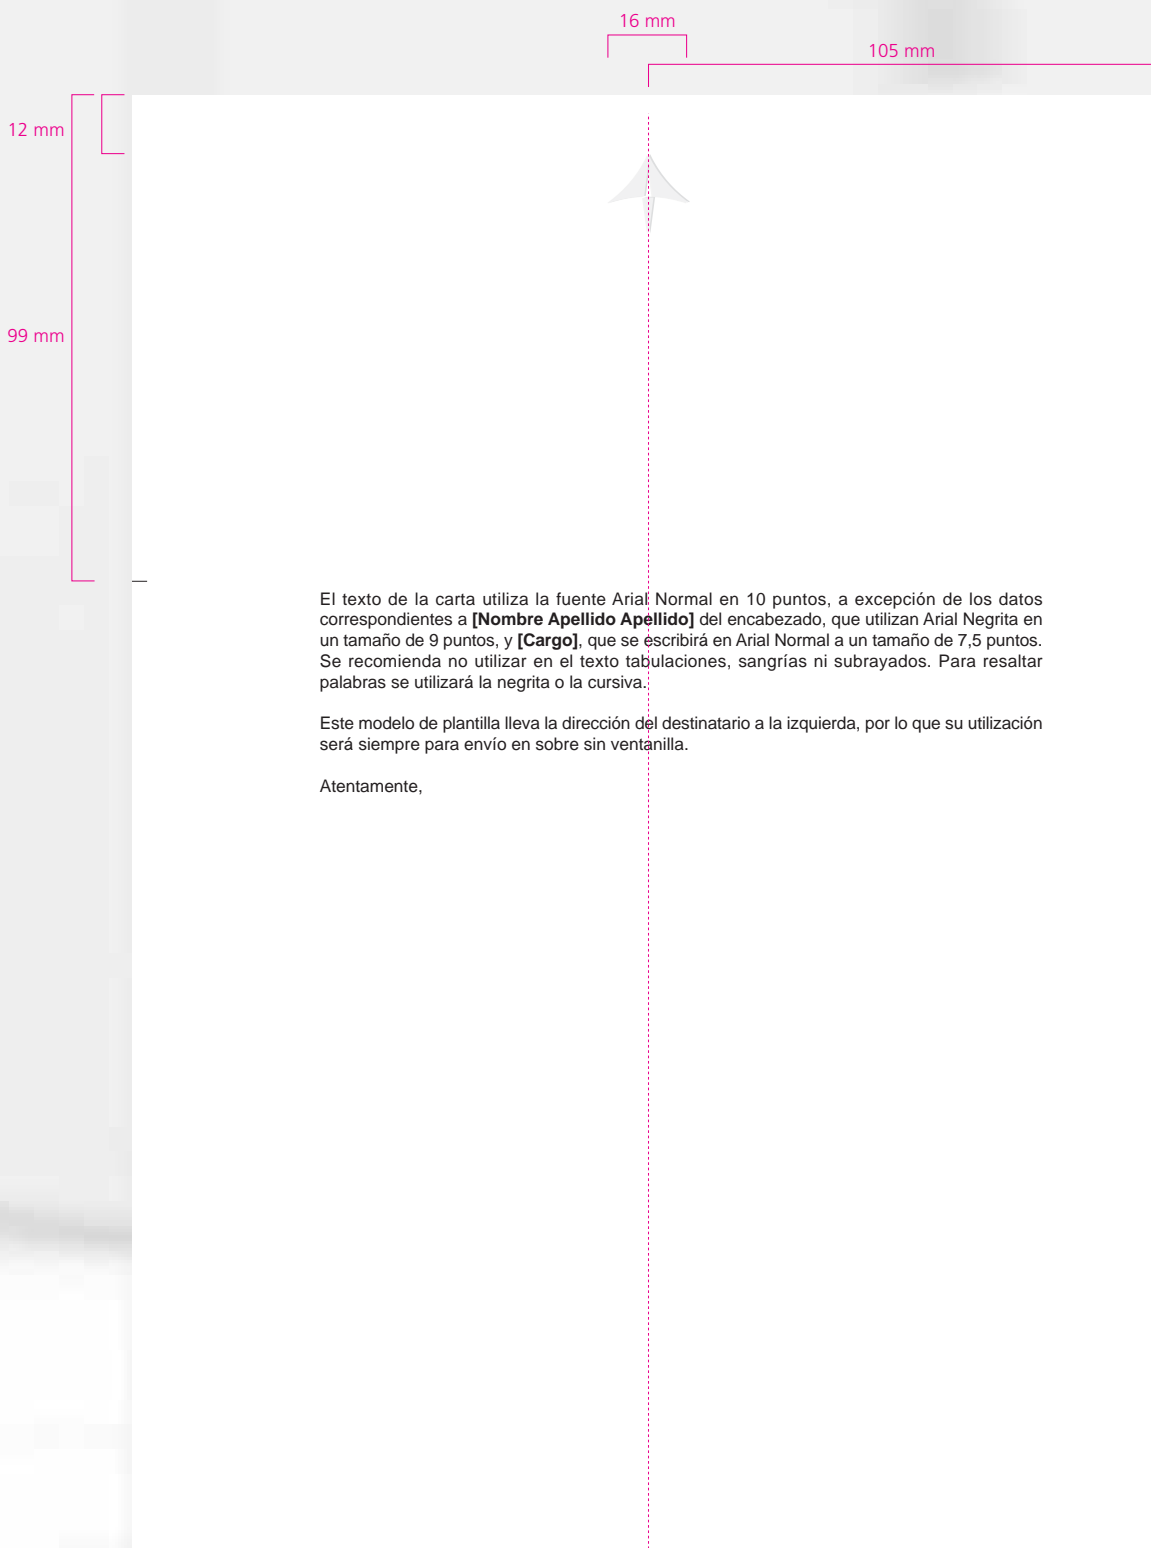 16 mm
105 mm
12 mm
99 mm
El texto de la carta utiliza la fuente Arial Normal en 10 puntos, a excepción de los datos
correspondientes a [Nombre Apellido Apellido] del encabezado, que utilizan Arial Negrita en
un tamaño de 9 puntos, y [Cargo], que se escribirá en Arial Normal a un tamaño de 7,5 puntos.
Se recomienda no utilizar en el texto tabulaciones, sangrías ni subrayados. Para resaltar
palabras se utilizará la negrita o la cursiva.
Este modelo de plantilla lleva la dirección del destinatario a la izquierda, por lo que su utilización
será siempre para envío en sobre sin ventanilla.
Atentamente,